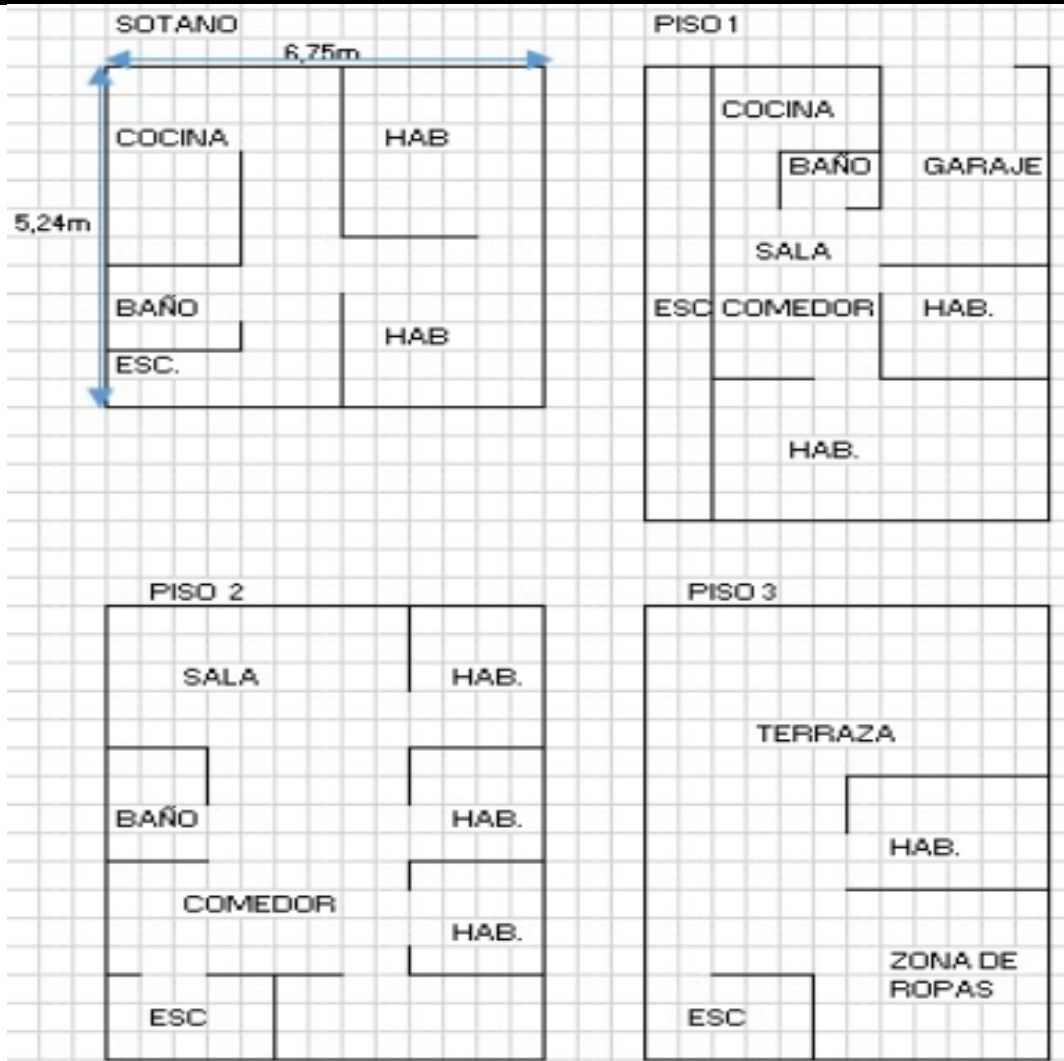 SOTANO
6,75m
COCINA
HAB
5,24m
BAÑO
HAB
ESC.
PISO 1
COCINA
BAÑO
GARAJE
SALA
ESC
COMEDOR
HAB.
HAB.
PISO 2
SALA
HAB.
BAÑO
HAB.
COMEDOR
HAB.
ESC
PISO 3
TERRAZA
HAB.
ZONA DE
ROPAS
ESC